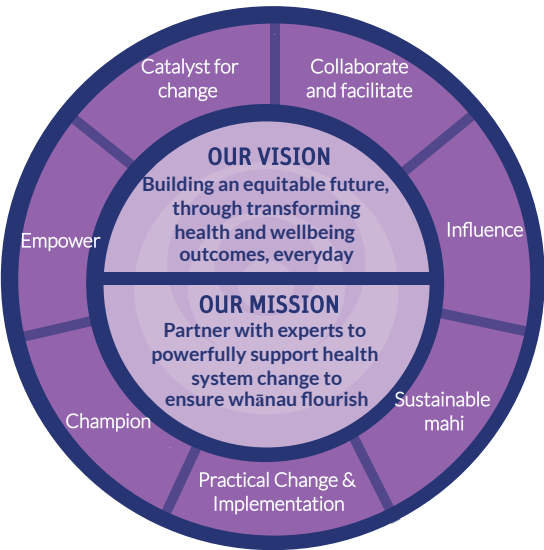 Catalyst for
change
Collaborate
and facilitate
Influence
Sustainable
mahi
Practical Change &
Implementation
Champion
Empower
OUR VISION
Building an equitable future,
through transforming
health and wellbeing
outcomes, everyday
OUR MISSION
Partner with experts to
powerfully support health
system change to
ensure whānau flourish